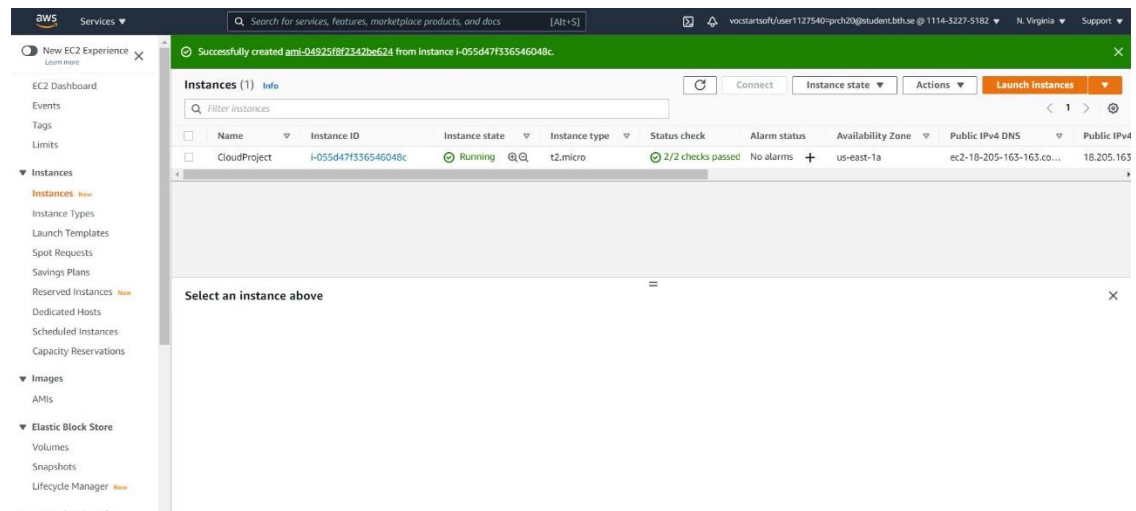 aws Services ▼ Search for services, features, marketplace products, and docs [Alt+S] vocstartsoft/user1127540=prch20@student.bth.se @ 1114-3227-5182 ▼ N. Virginia ▼ Support ▼
New EC2 Experience
Learn more
Successfully created ami-04925f8f2342be624 from instance i-055d47f336546048c.
EC2 Dashboard
Events
Tags
Limits
Instances
Instances New
Instance Types
Launch Templates
Spot Requests
Savings Plans
Reserved Instances New
Dedicated Hosts
Scheduled Instances
Capacity Reservations
Images
AMIs
Elastic Block Store
Volumes
Snapshots
Lifecycle Manager New
Instances (1) Info Connect Instance state ▼ Actions ▼ Launch instances ▼
Filter instances < 1 >
Name Instance ID Instance state Instance type Status check Alarm status Availability Zone Public IPv4 DNS Public IPv4
CloudProject i-055d47f336546048c Running t2.micro 2/2 checks passed No alarms + us-east-1a ec2-18-205-163-163.co... 18.205.163
Select an instance above